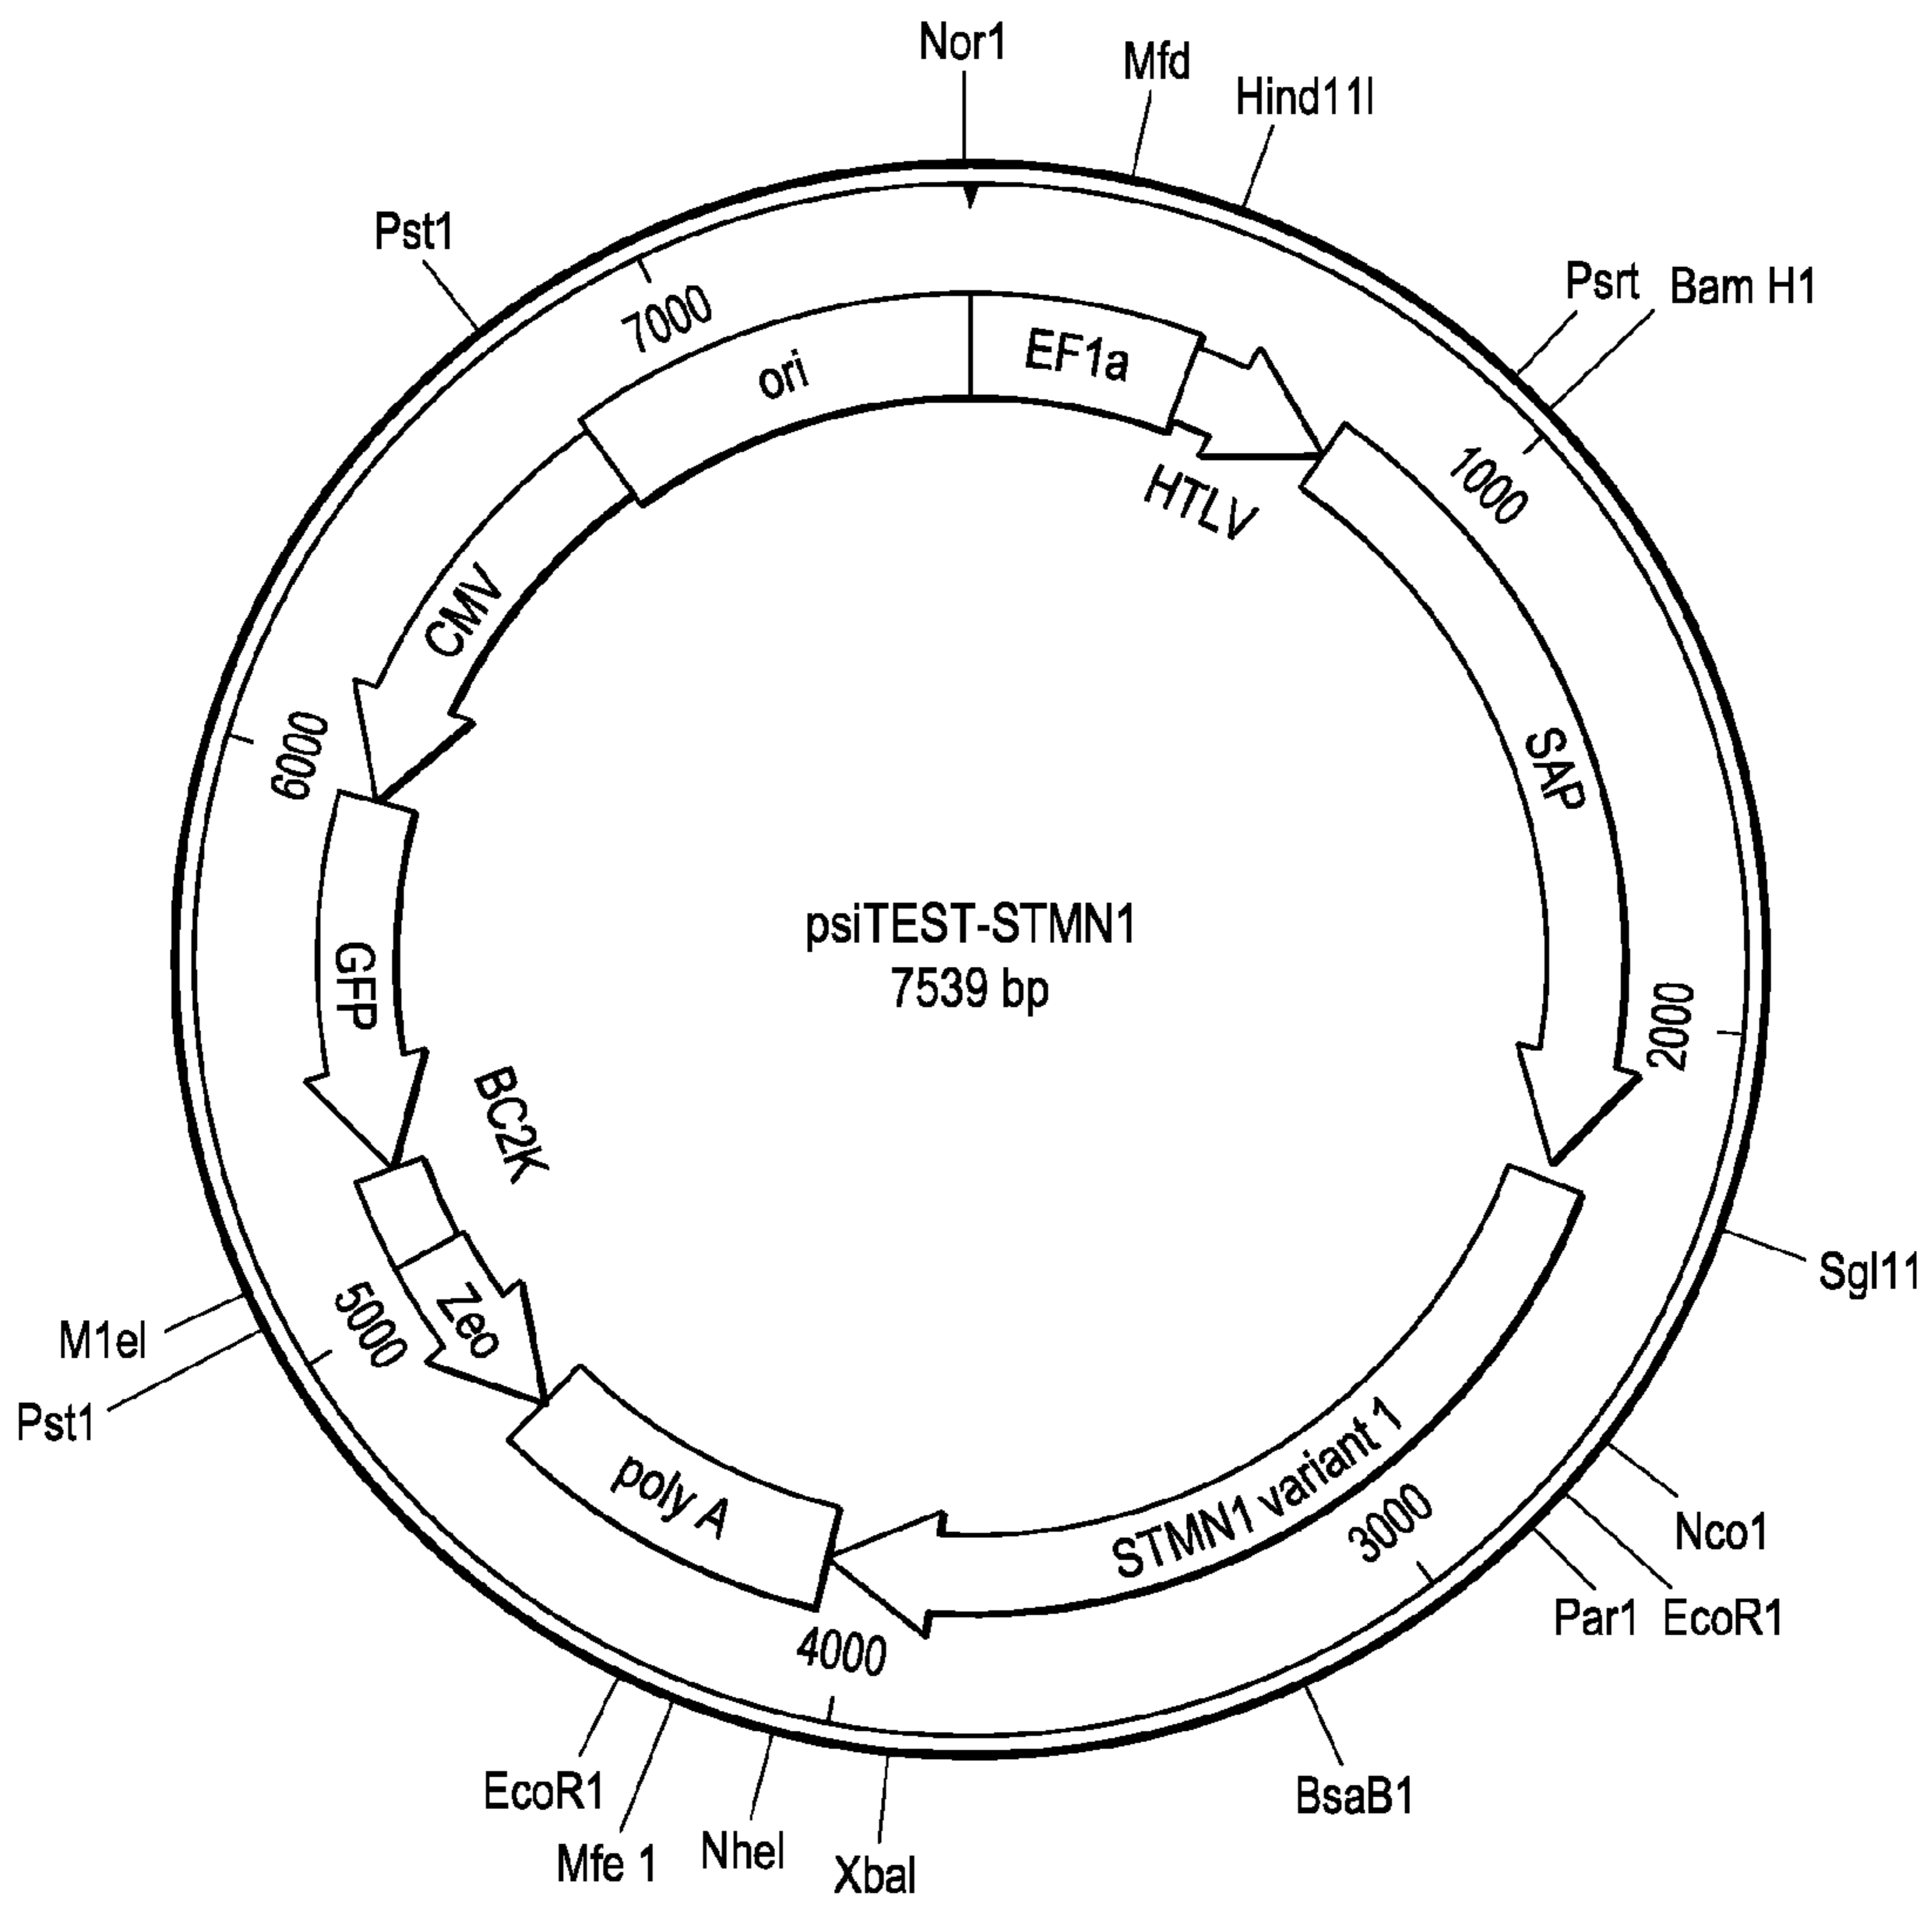 Nor1
Mfd
Hind11l
Pst1
Psrt
Bam H1
7000
ori
EF1a
HTLV
1000
CMV
SAP
6000
psiTEST-STMN1
7539 bp
GFP
2000
BC2K
Sgl11
M1el
5000
Zeo
Pst1
poly A
STMN1 variant 1
3000
Nco1
Par1
EcoR1
4000
BsaB1
EcoR1
Mfe 1
Nhel
Xbal